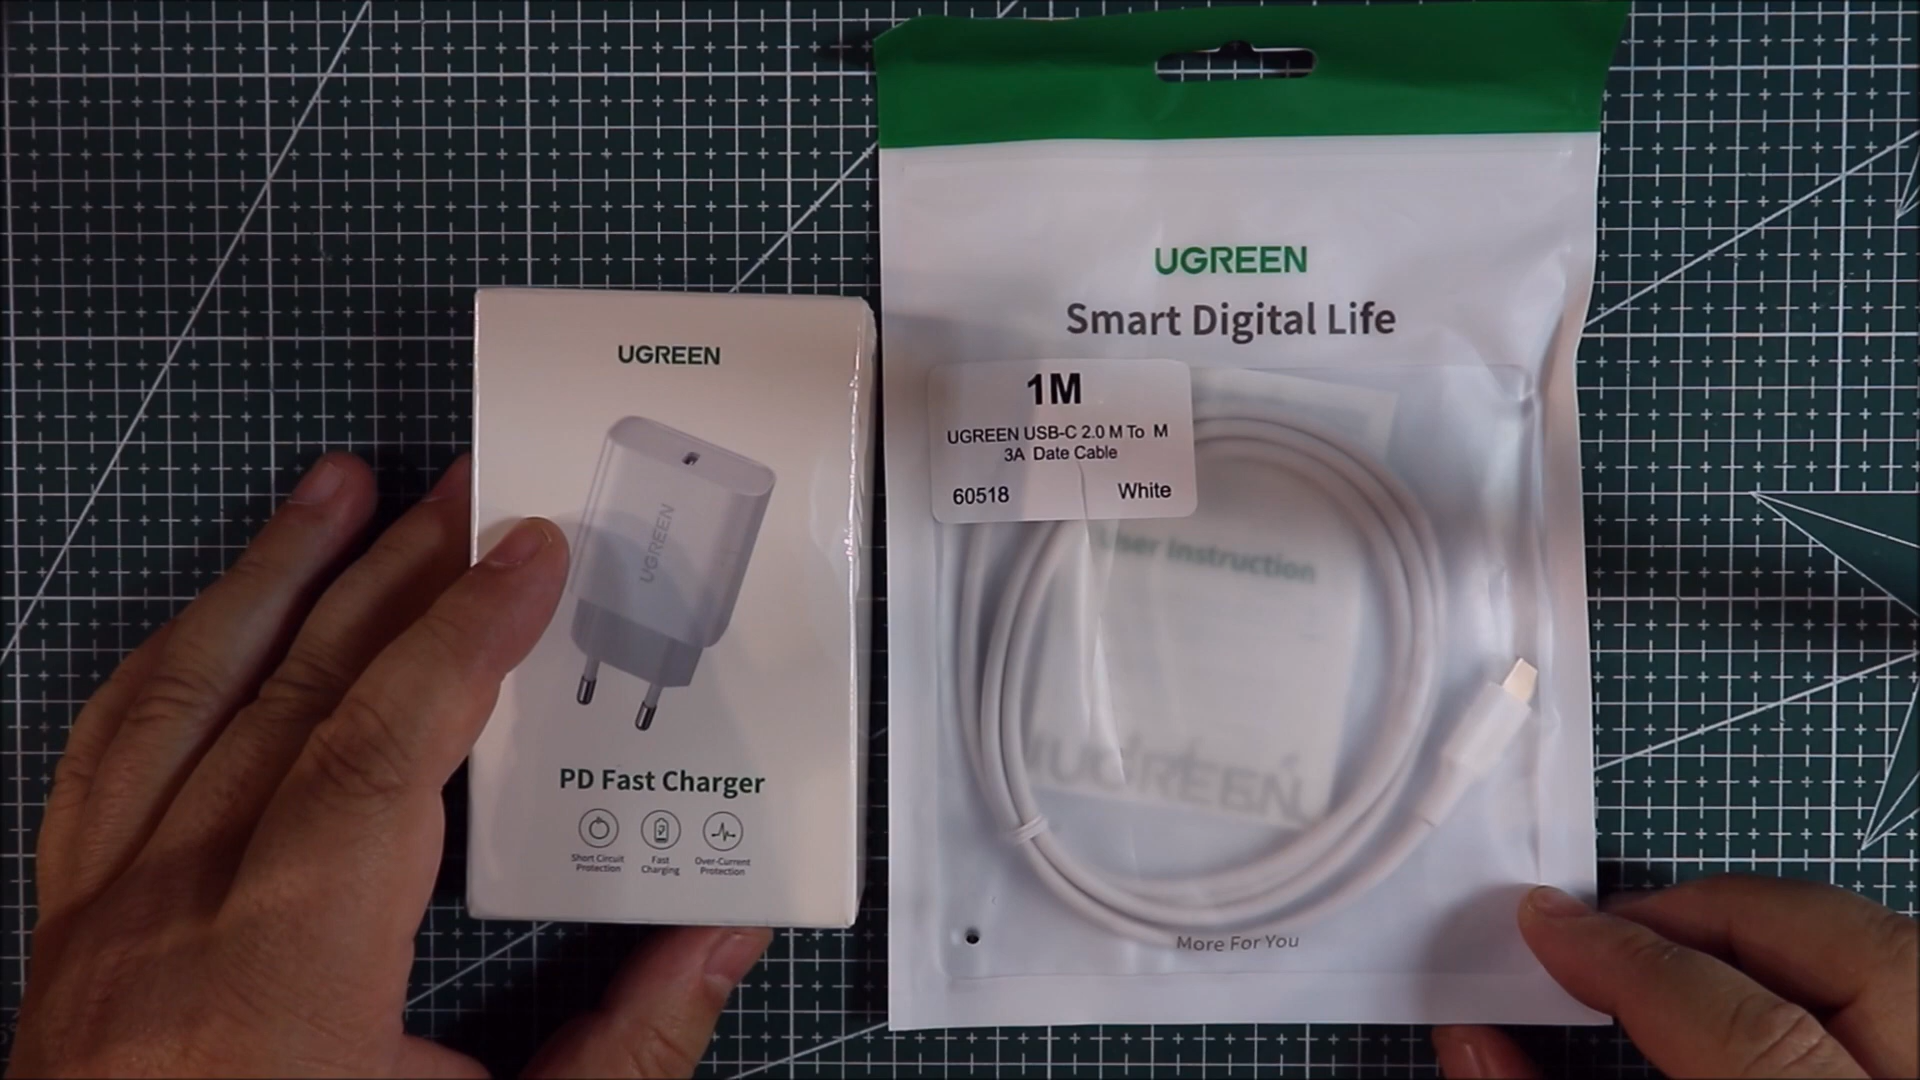 UGREEN
UGREEN
PD Fast Charger
Short Circuit
Protection
Fast
Charging
Over-Current
Protection
UGREEN
Smart Digital Life
1M
UGREEN USB-C 2.0 M To M
3A Date Cable
60518 White
User Instruction
UGREEN
More For You